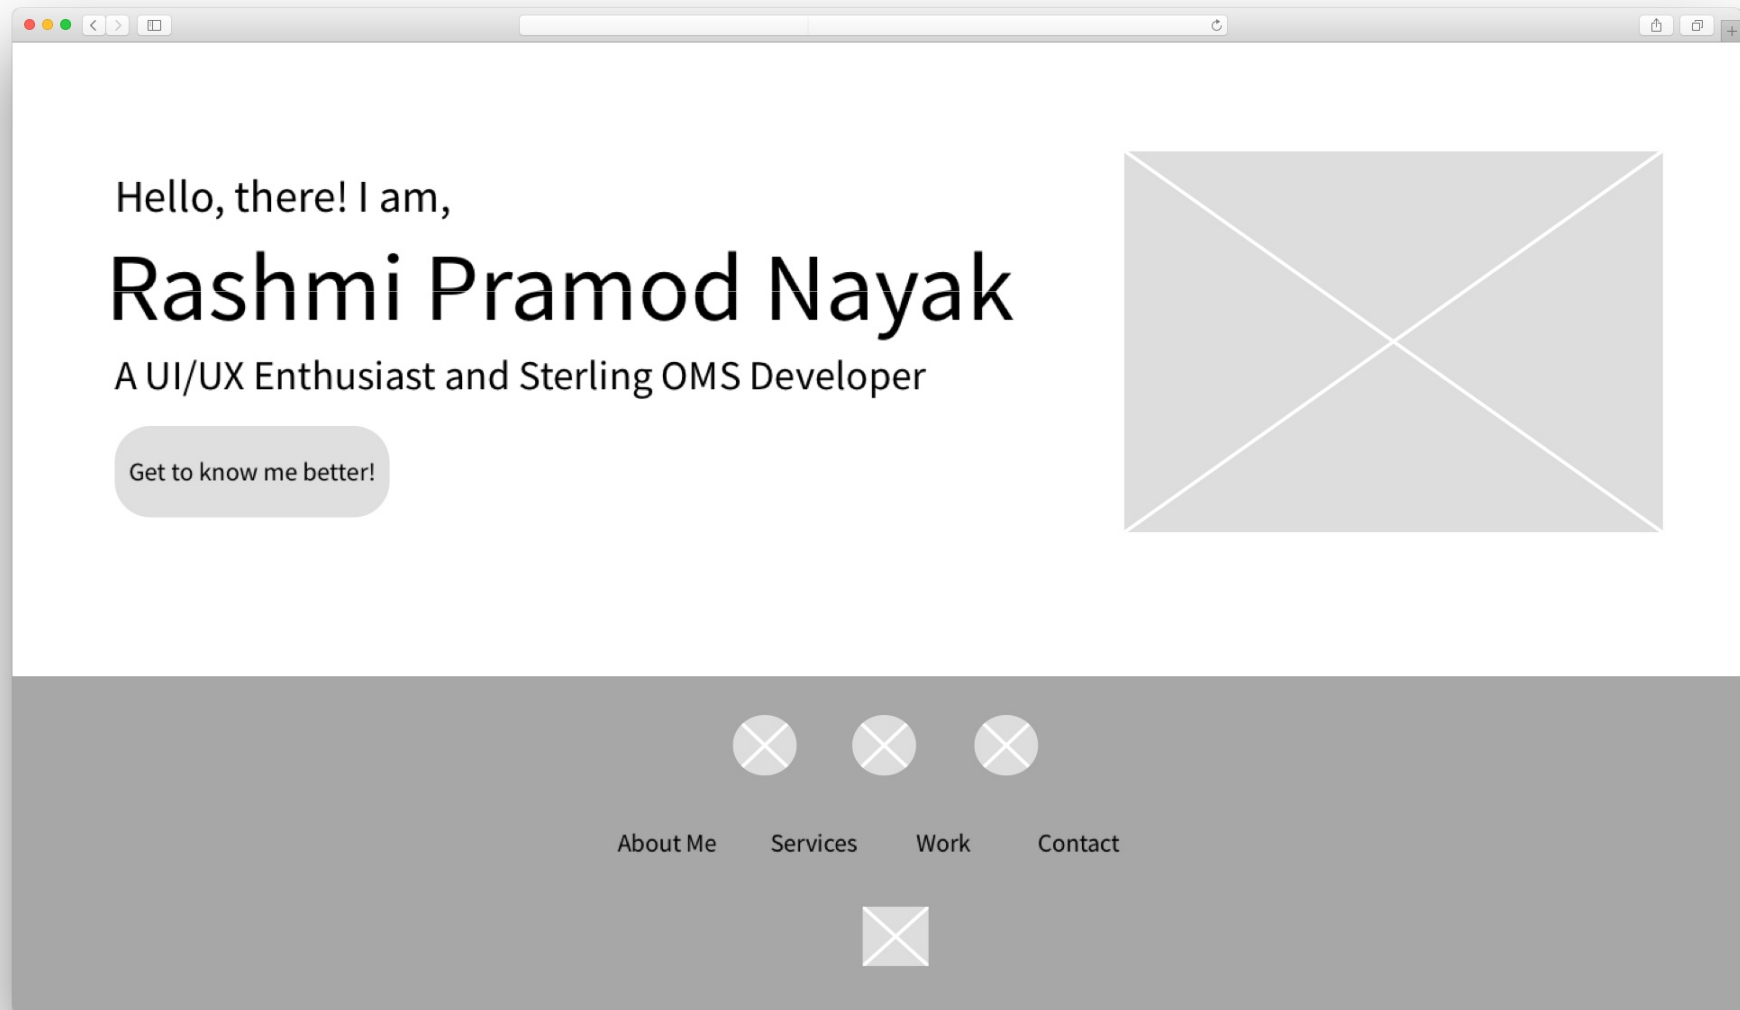 Hello, there! I am,
Rashmi Pramod Nayak
A UI/UX Enthusiast and Sterling OMS Developer
Get to know me better!
About Me Services Work Contact